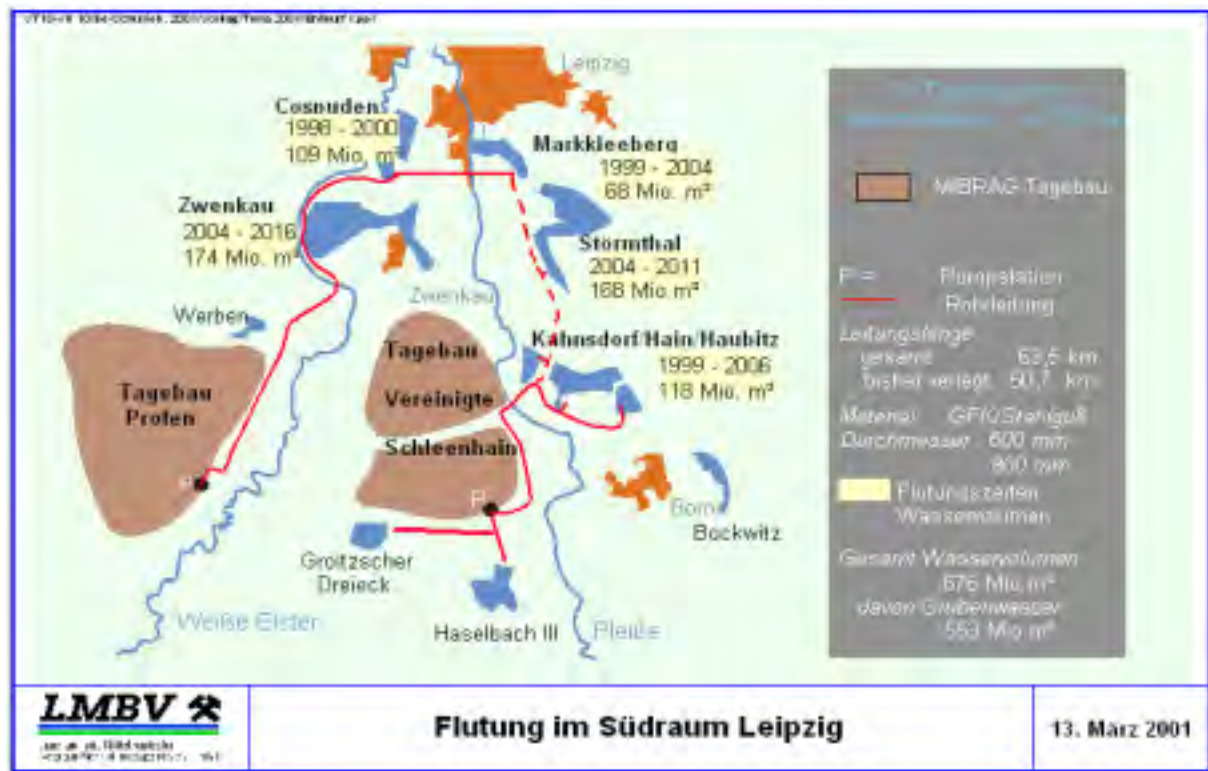 Leipzig
Cospuden
1998 - 2000
109 Mio. m³
Markkleeberg
1999 - 2004
68 Mio. m³
Zwenkau
2004 - 2016
174 Mio. m³
Störmthal
2004 - 2011
168 Mio. m³
Zwenkau
Werben
Kahnsdorf/Hain/Haubitz
1999 - 2006
118 Mio. m³
Tagebau
Profen
Tagebau
Vereinigte
Schleenhain
P
P
Borna
Bockwitz
Groitzscher
Dreieck
Haselbach III
Weiße Elster
Pleiße
MIBRAG-Tagebau
P = Pumpstation
Rohrleitung
Leitungslänge
gesamt 63,5 km
bisher verlegt 50,7 km
Material GFK/Stahlguß
Durchmesser 600 mm
800 mm
Flutungszeiten
Wasservolumen
Gesamt Wasservolumen
676 Mio. m³
davon Grubenwasser
553 Mio m³
LMBV
Flutung im Südraum Leipzig
13. März 2001